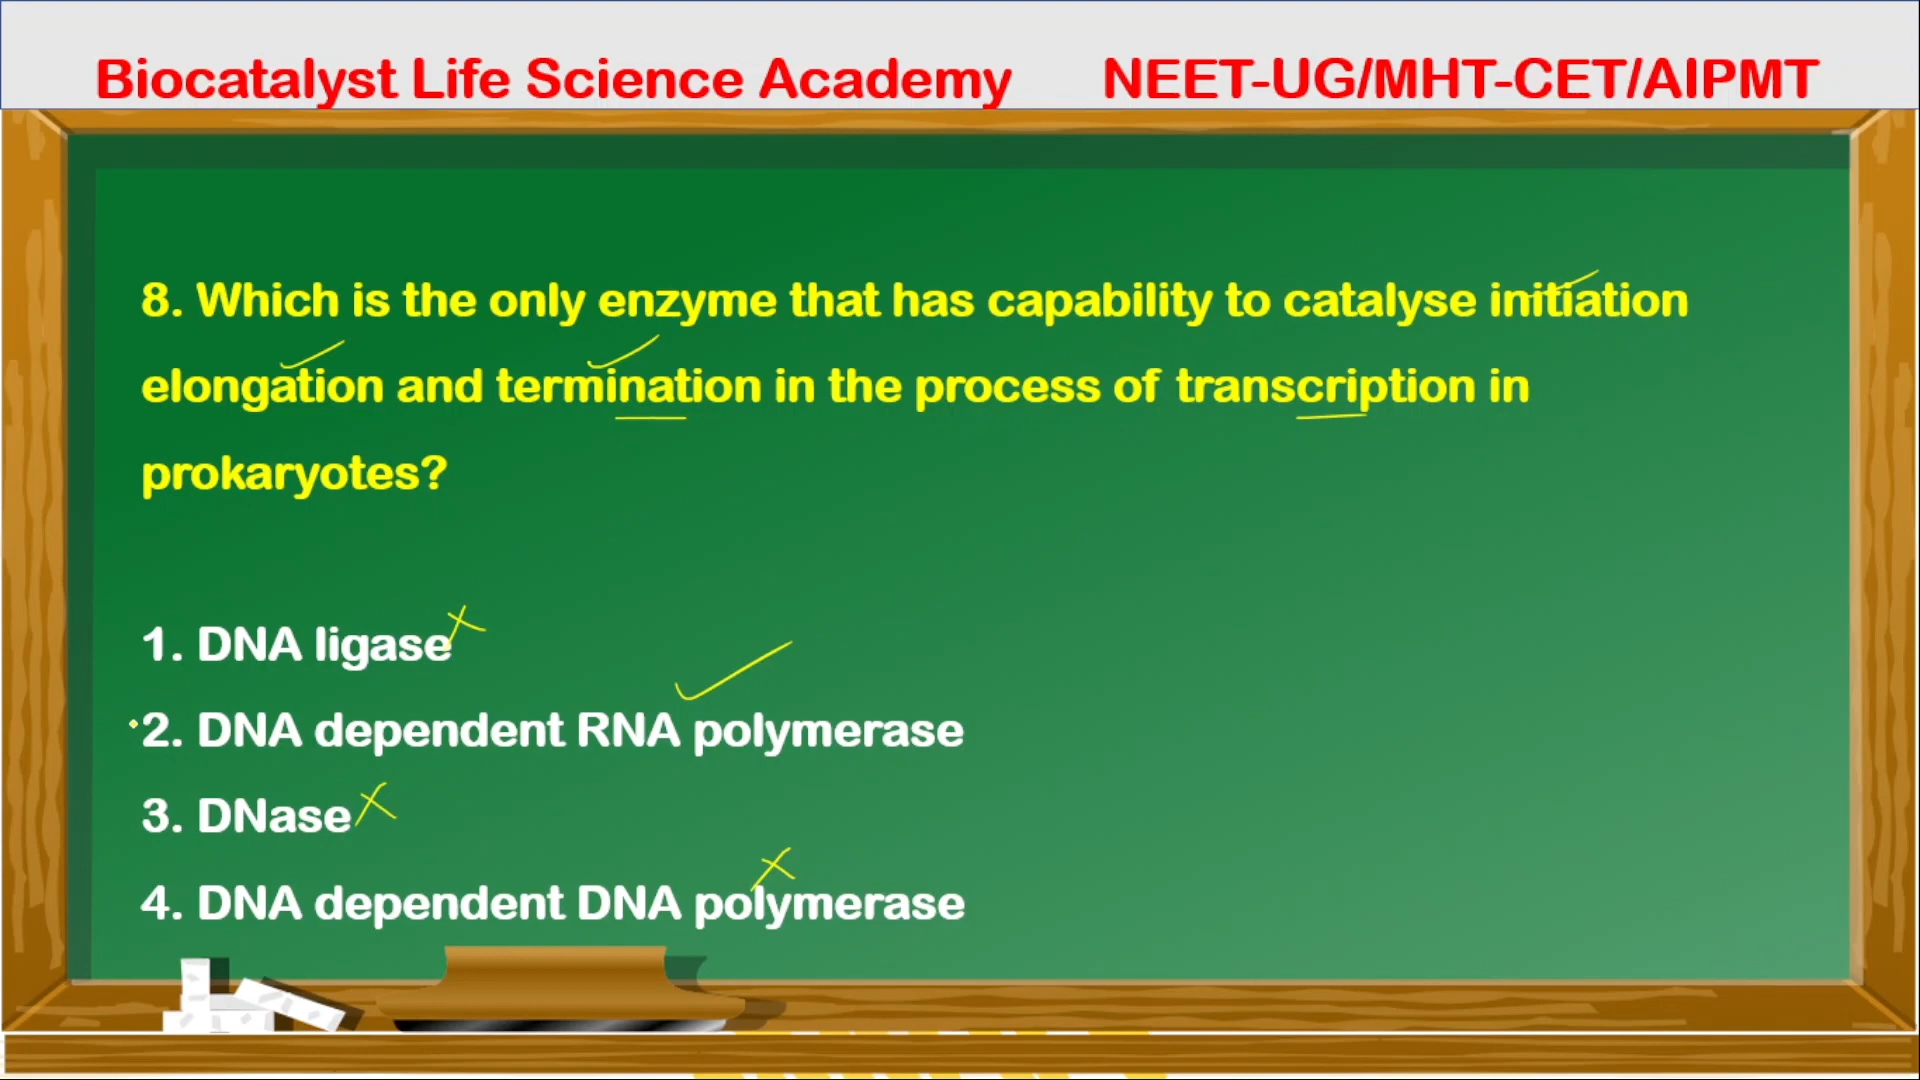 Biocatalyst Life Science Academy NEET-UG/MHT-CET/AIPMT
8. Which is the only enzyme that has capability to catalyse initiation
elongation and termination in the process of transcription in
prokaryotes?
1. DNA ligase
2. DNA dependent RNA polymerase
3. DNase
4. DNA dependent DNA polymerase